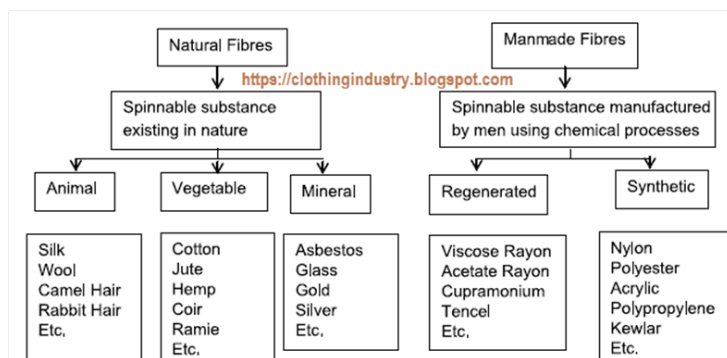 Natural Fibres
Manmade Fibres
https://clothingindustry.blogspot.com
Spinnable substance
existing in nature
Spinnable substance manufactured
by men using chemical processes
Animal
Vegetable
Mineral
Regenerated
Synthetic
Silk
Wool
Camel Hair
Rabbit Hair
Etc,
Cotton
Jute
Hemp
Coir
Ramie
Etc,
Asbestos
Glass
Gold
Silver
Etc,
Viscose Rayon
Acetate Rayon
Cupramonium
Tencel
Etc,
Nylon
Polyester
Acrylic
Polypropylene
Kewlar
Etc.